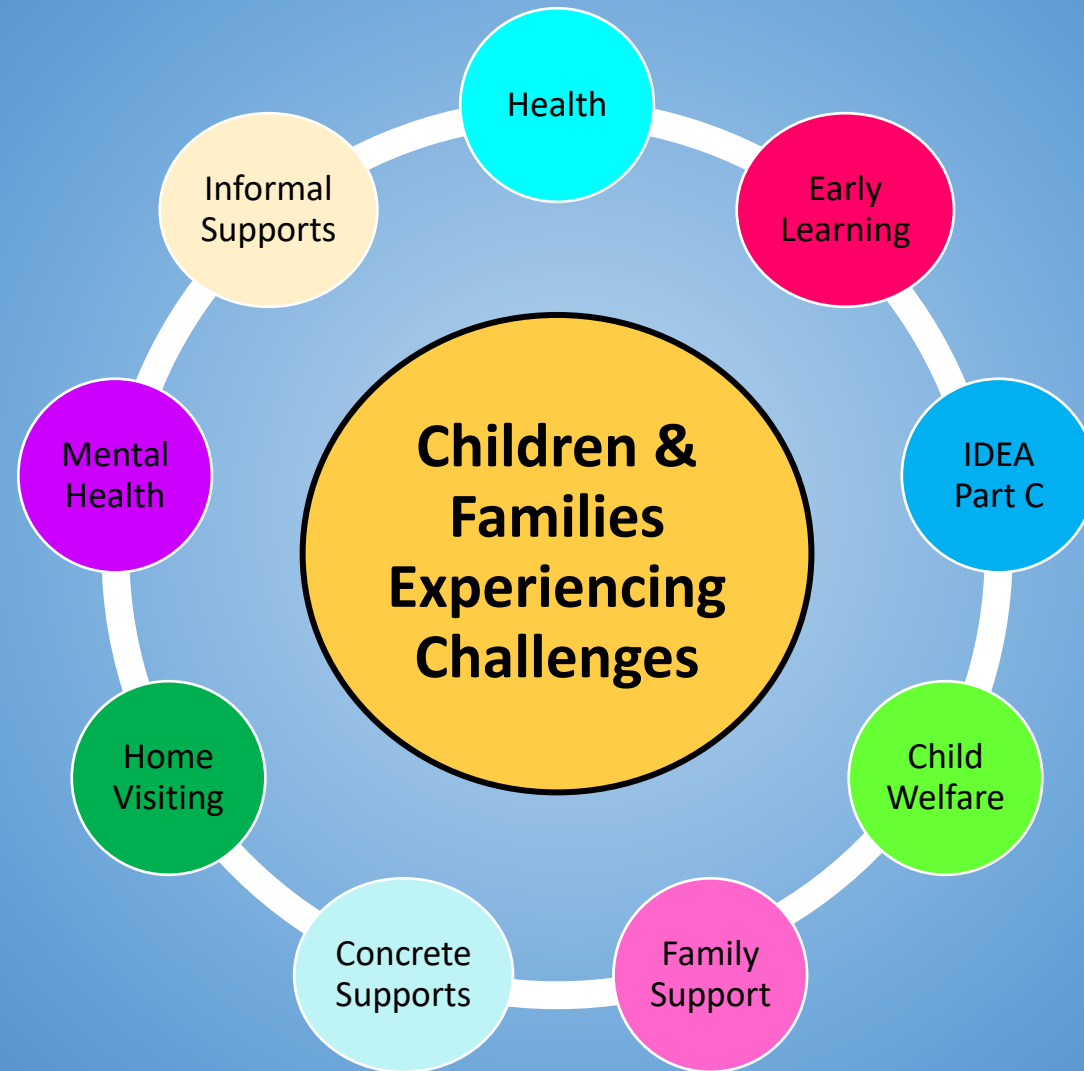 Health
Early
Learning
IDEA
Part C
Child
Welfare
Family
Support
Concrete
Supports
Home
Visiting
Mental
Health
Informal
Supports
Children &
Families
Experiencing
Challenges